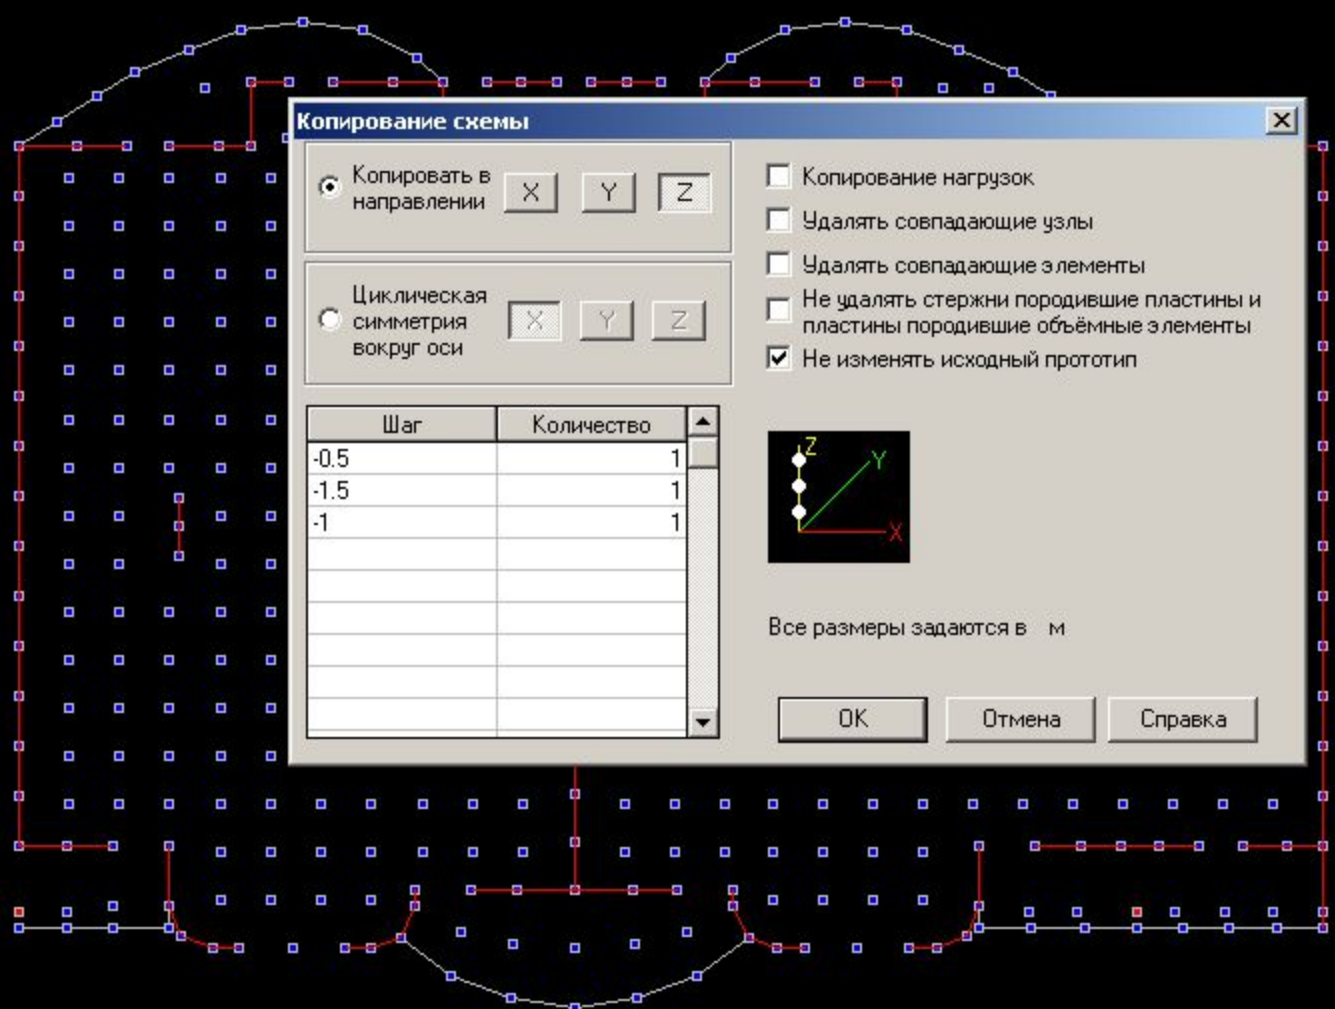 Копирование схемы
Копировать в
направлении
X Y Z
Циклическая
симметрия
вокруг оси
X Y Z
Шаг Количество
-0.5 1
-1.5 1
-1 1
Копирование нагрузок
Удалять совпадающие узлы
Удалять совпадающие элементы
Не удалять стержни породившие пластины и
пластины породившие объёмные элементы
Не изменять исходный прототип
Z
Y
X
Все размеры задаются в м
OK Отмена Справка